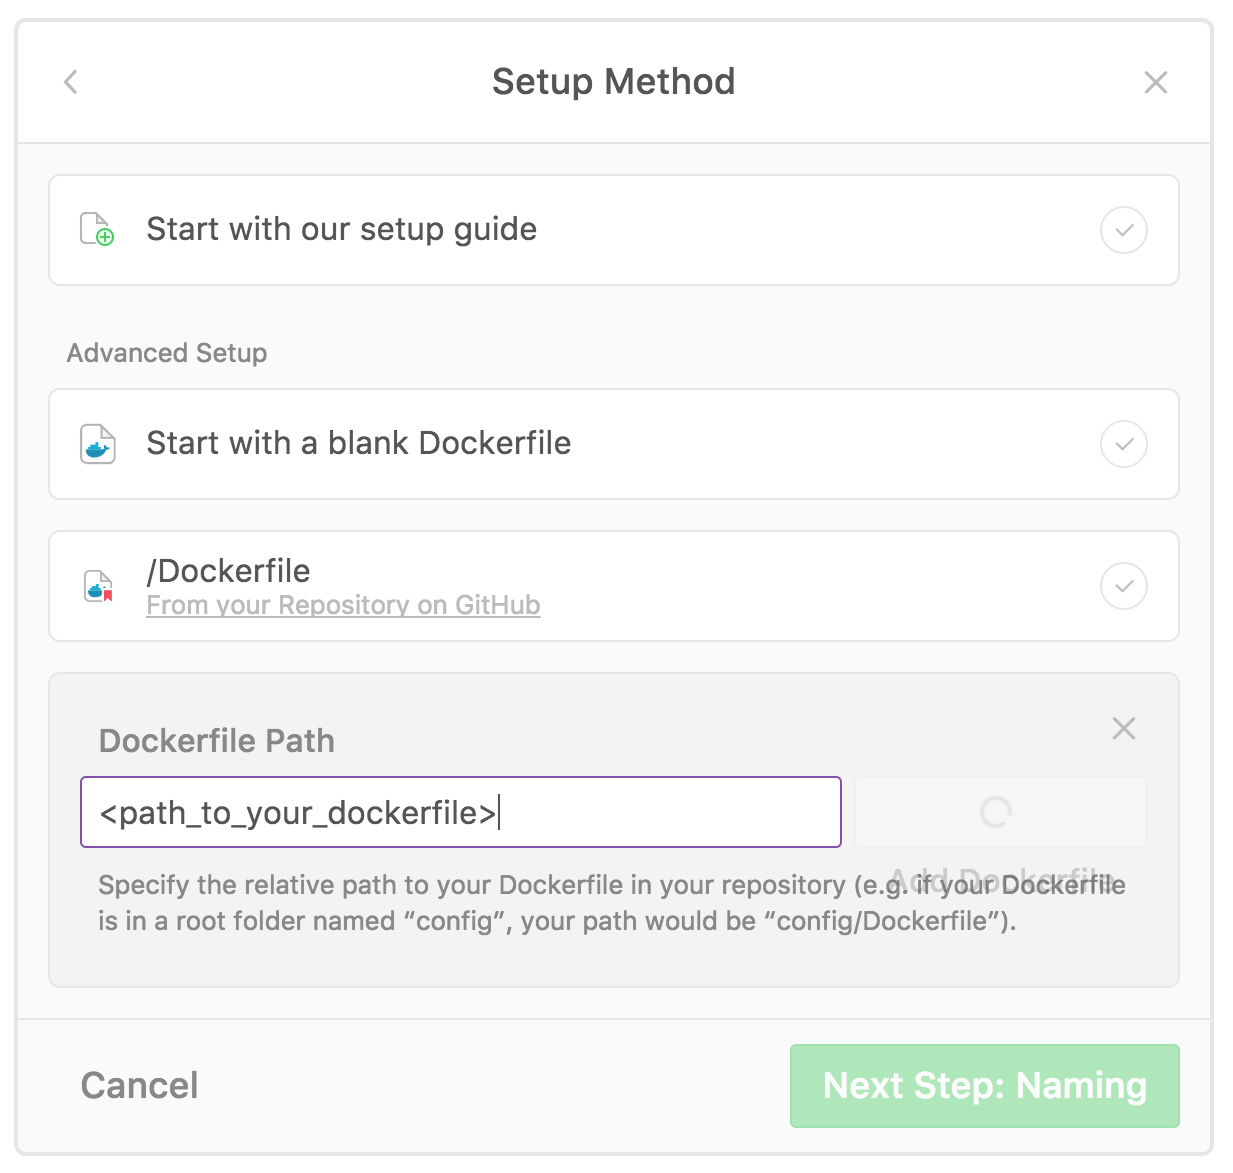 Setup Method
Start with our setup guide
Advanced Setup
Start with a blank Dockerfile
/Dockerfile
From your Repository on GitHub
Dockerfile Path
<path_to_your_dockerfile>
Add Dockerfile
Specify the relative path to your Dockerfile in your repository (e.g. if your Dockerfile
is in a root folder named “config”, your path would be “config/Dockerfile”).
Cancel
Next Step: Naming